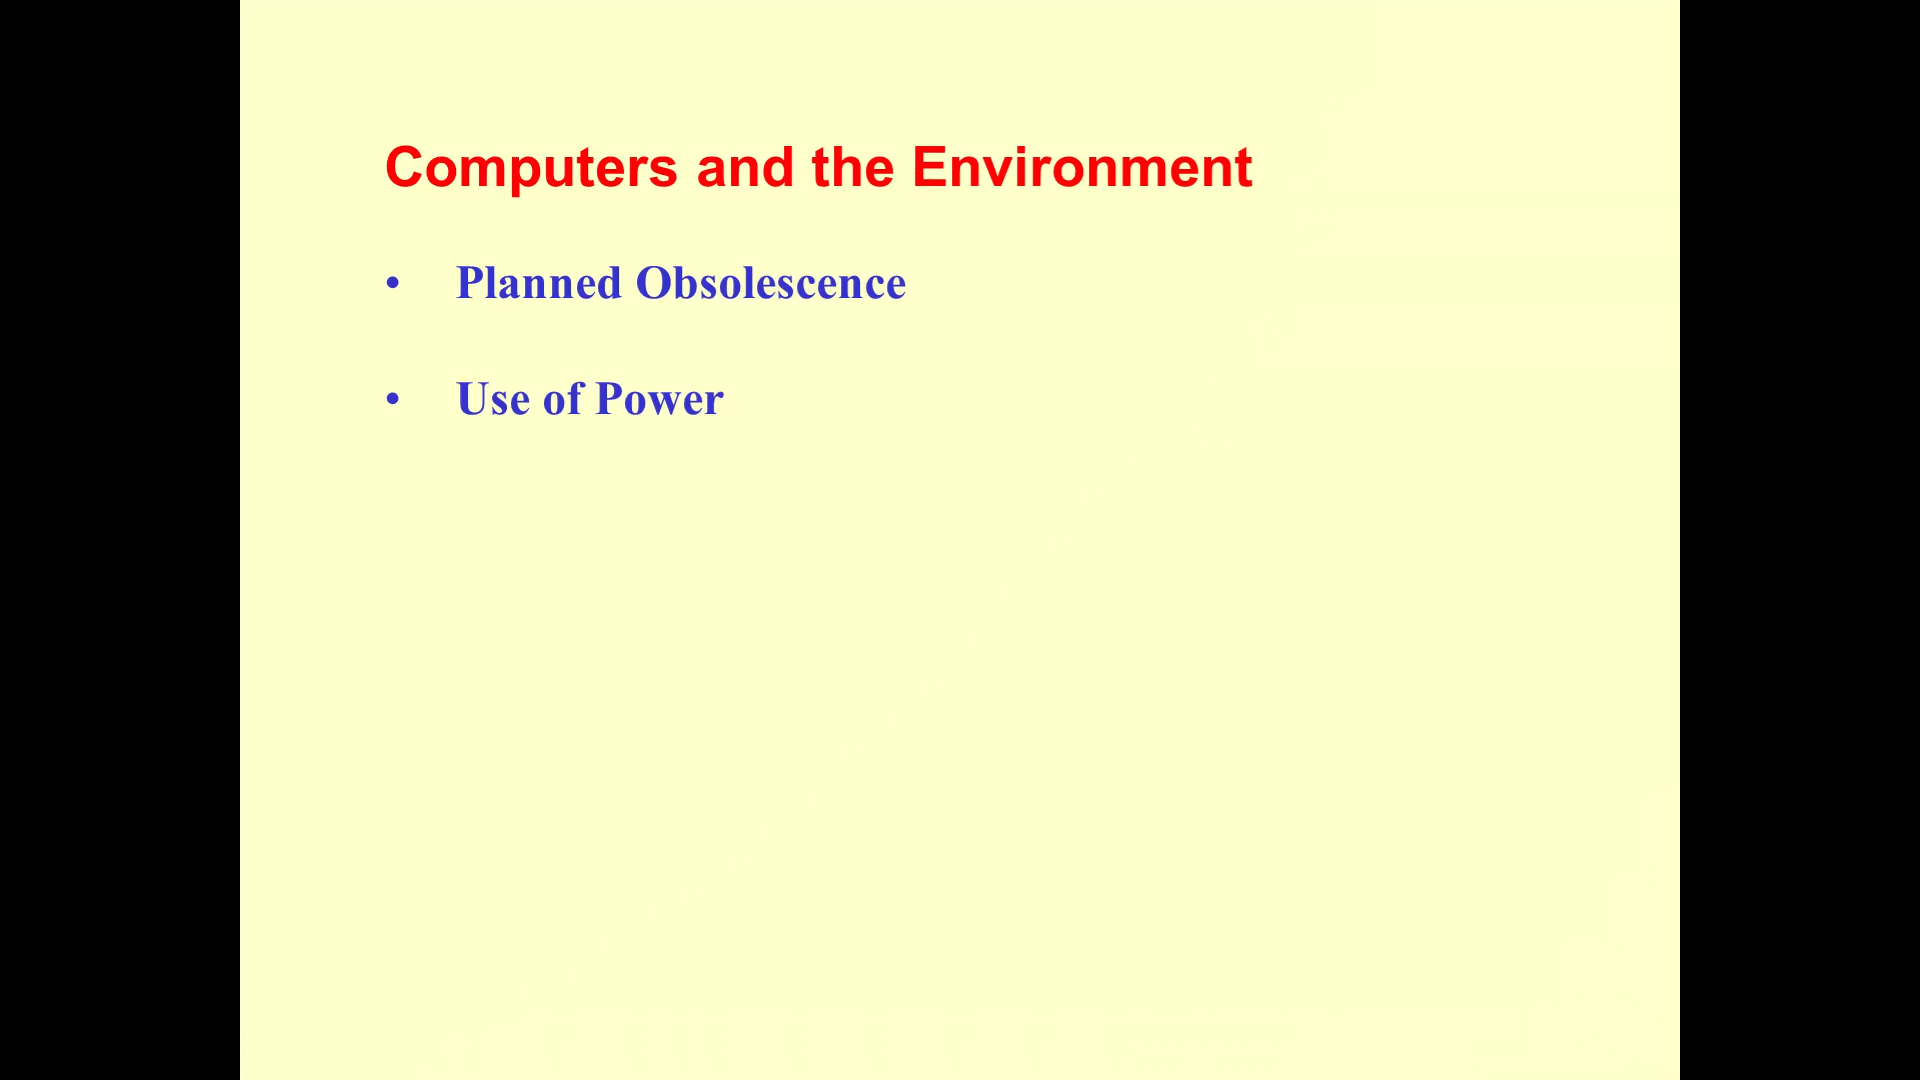 Computers and the Environment
• Planned Obsolescence
• Use of Power